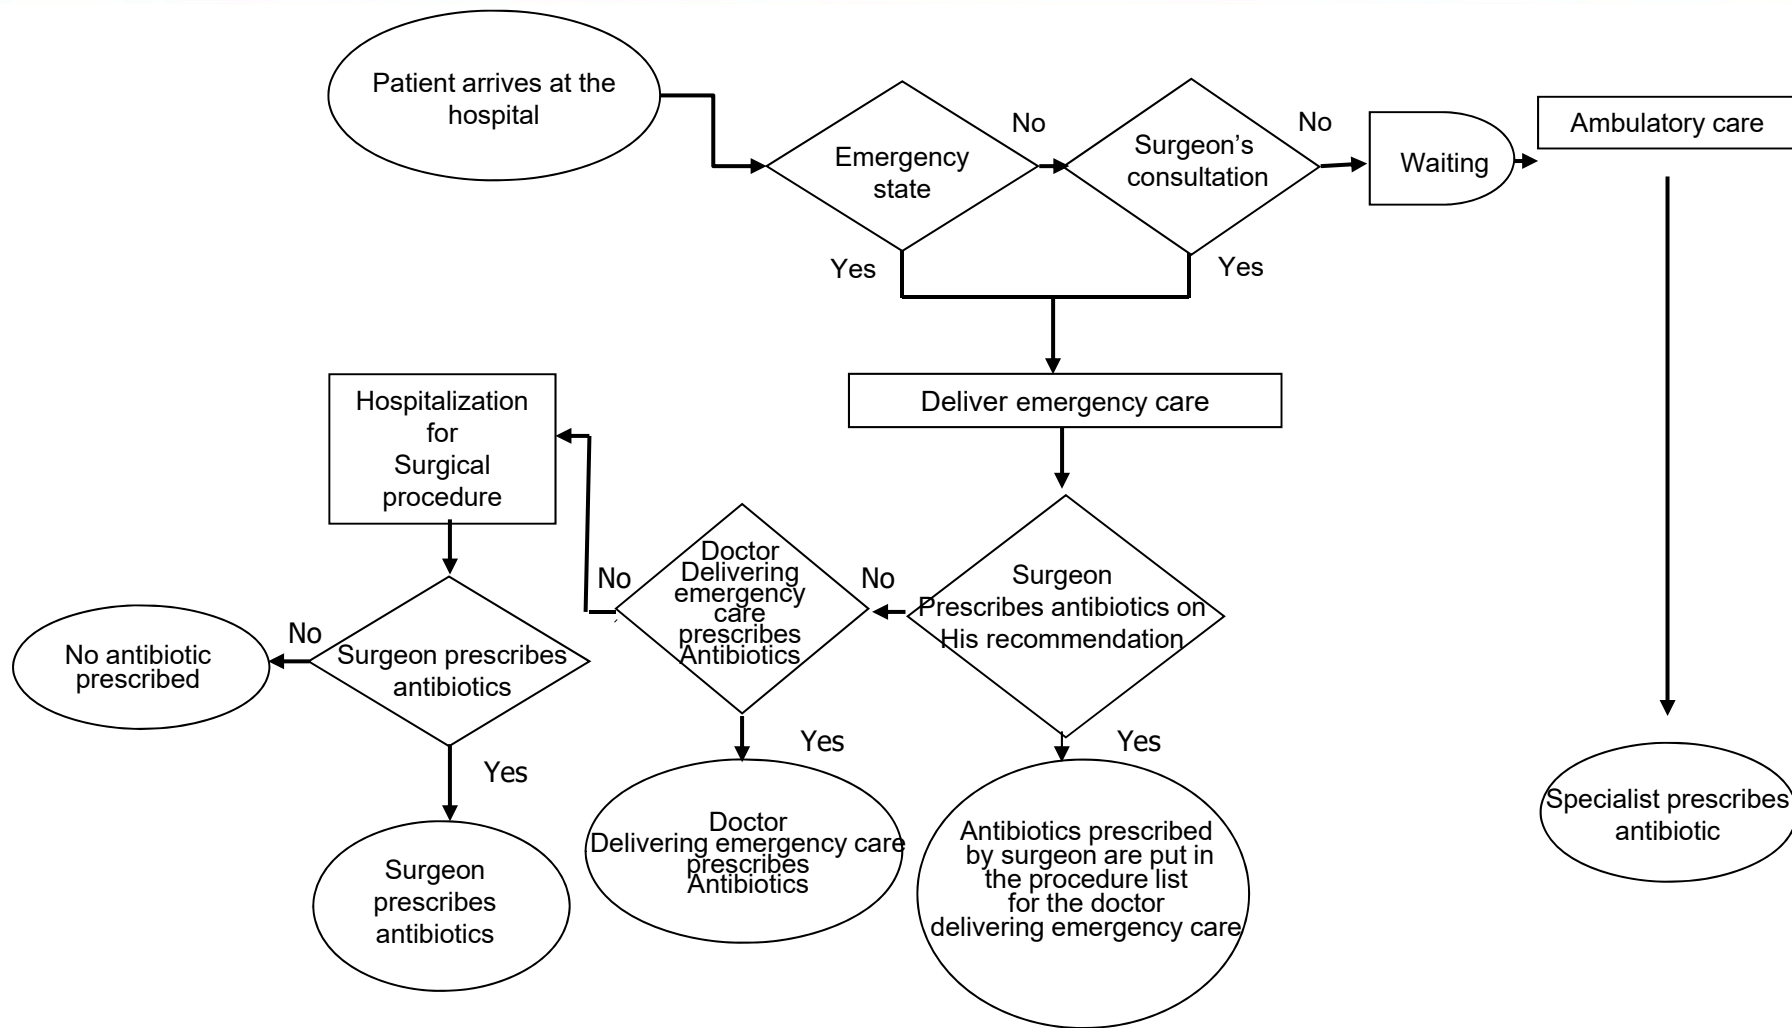 Patient arrives at the
hospital
Emergency
state
No
Surgeon’s
consultation
No
Waiting
Ambulatory care
Yes
Yes
Deliver emergency care
Hospitalization
for
Surgical
procedure
Surgeon
Prescribes antibiotics on
His recommendation
No
Doctor
Delivering
emergency
care
prescribes
Antibiotics
No
Surgeon prescribes
antibiotics
No
No antibiotic
prescribed
Yes
Surgeon
prescribes
antibiotics
Yes
Doctor
Delivering emergency care
prescribes
Antibiotics
Yes
Antibiotics prescribed
by surgeon are put in
the procedure list
for the doctor
delivering emergency care
Specialist prescribes
antibiotic